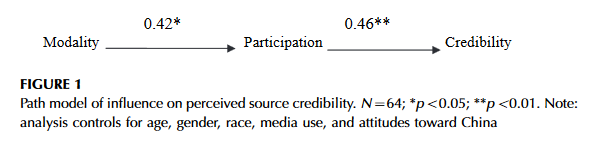 0.42* 0.46**
Modality Participation Credibility
FIGURE 1
Path model of influence on perceived source credibility. N=64; *p<0.05; **p<0.01. Note:
analysis controls for age, gender, race, media use, and attitudes toward China